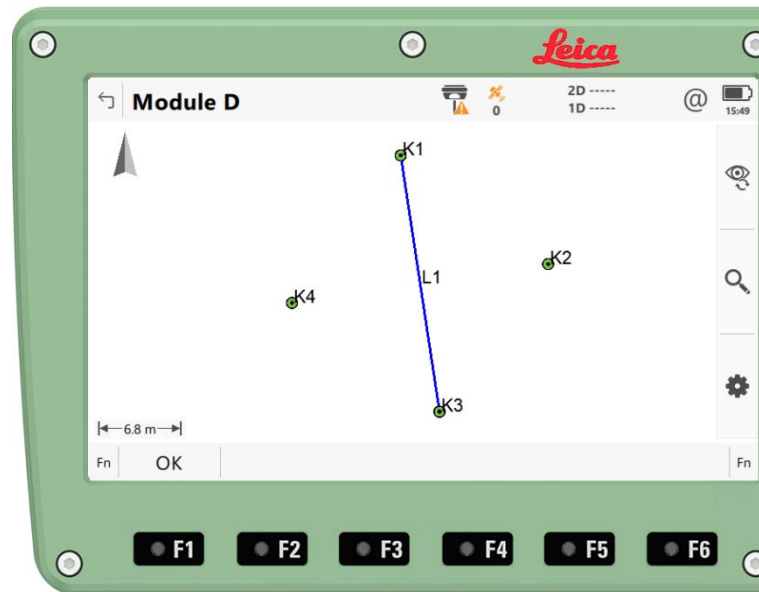 Leica
Module D
0
2D -----
1D -----
@
15:49
K1
K2
L1
K4
K3
6.8 m
Fn
OK
Fn
F1
F2
F3
F4
F5
F6